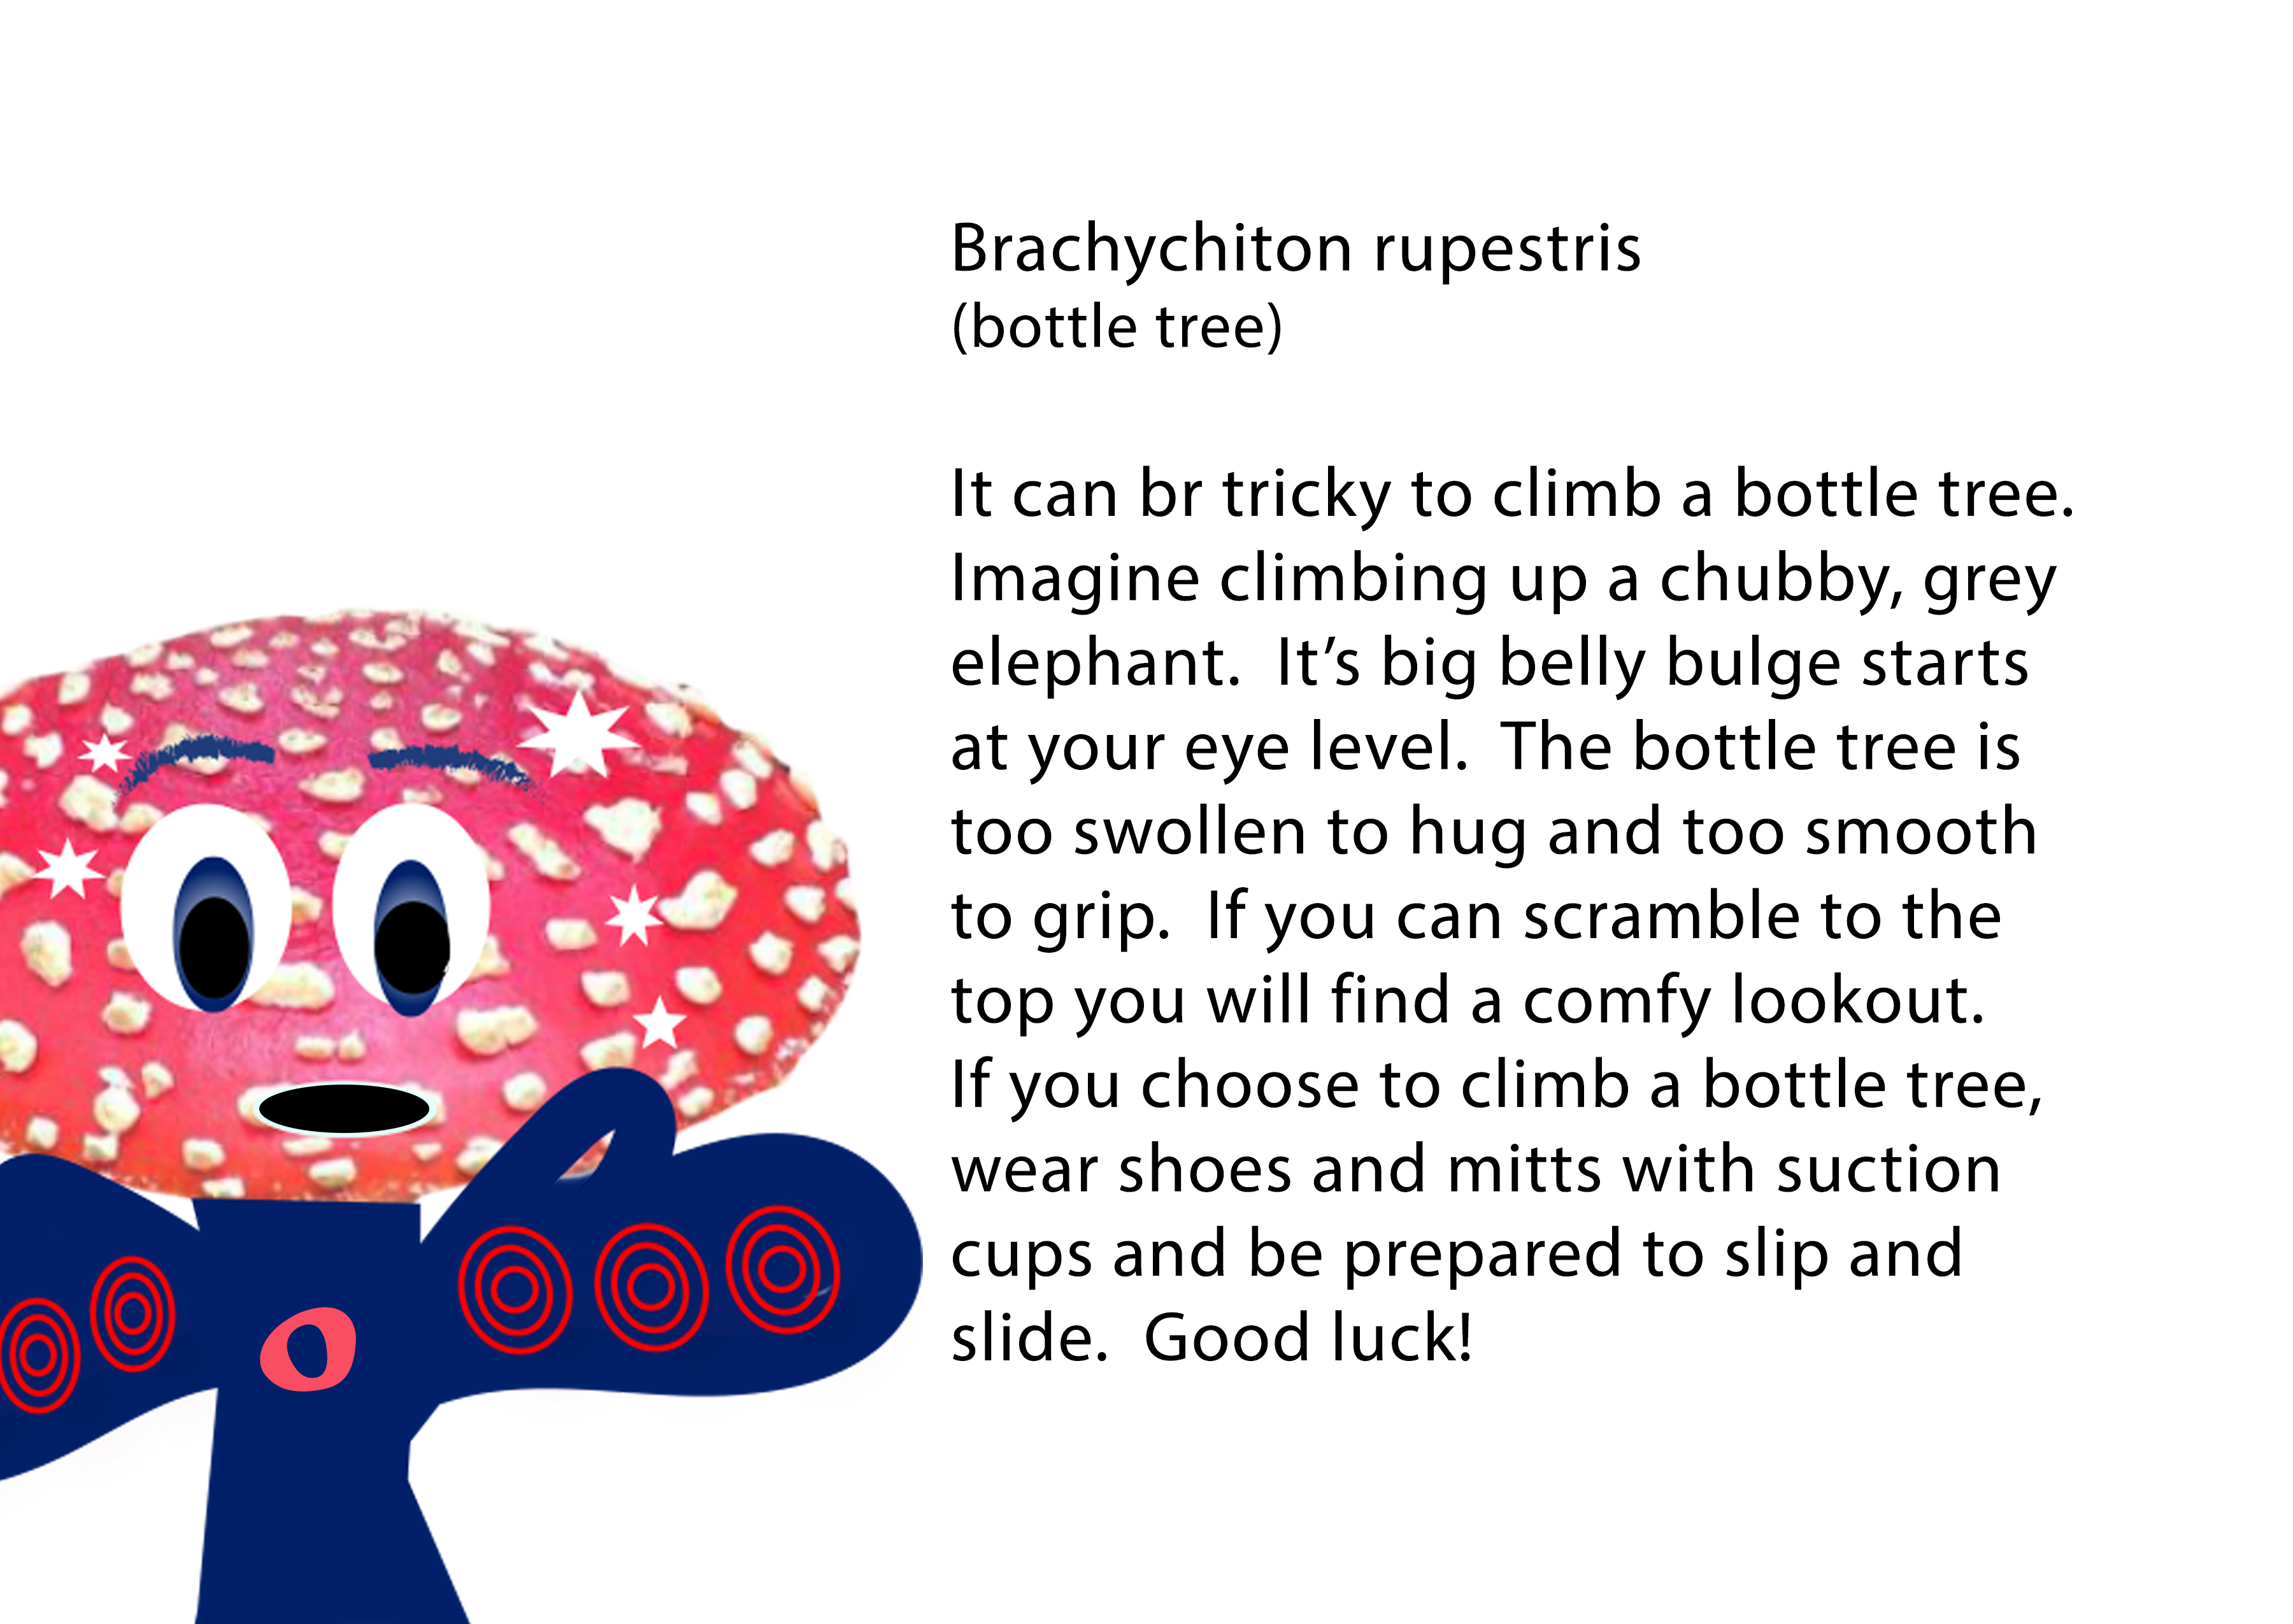 Brachychiton rupestris
(bottle tree)
It can br tricky to climb a bottle tree.
Imagine climbing up a chubby, grey
elephant.  It’s big belly bulge starts
at your eye level.  The bottle tree is
too swollen to hug and too smooth
to grip.  If you can scramble to the
top you will find a comfy lookout.
If you choose to climb a bottle tree,
wear shoes and mitts with suction
cups and be prepared to slip and
slide.  Good luck!